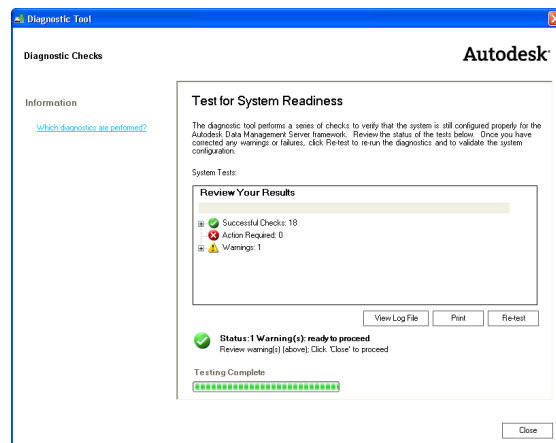 Diagnostic Tool
Diagnostic Checks
Autodesk
Information
Which diagnostics are performed?
Test for System Readiness
The diagnostic tool performs a series of checks to verify that the system is still configured properly for the
Autodesk Data Management Server framework. Review the status of the tests below. Once you have
corrected any warnings or failures, click Re-test to re-run the diagnostics and to validate the system
configuration.
System Tests:
Review Your Results
Successful Checks: 18
Action Required: 0
Warnings: 1
View Log File
Print
Re-test
Status:1 Warning(s): ready to proceed
Review warning(s) (above); Click 'Close' to proceed
Testing Complete
Close